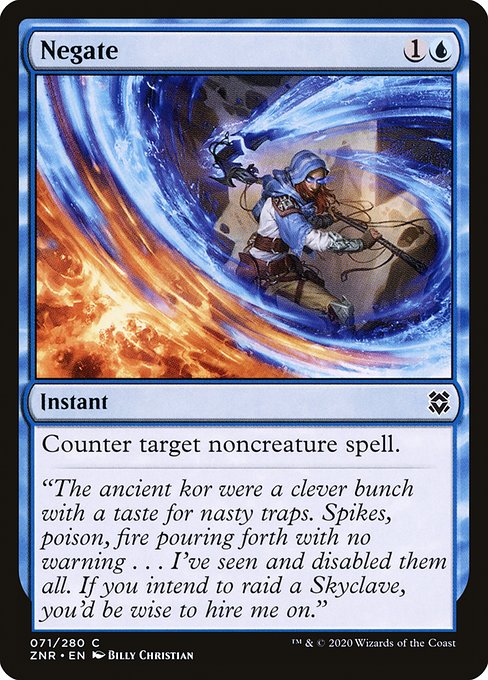 Negate 1
Instant
Counter target noncreature spell.
“The ancient kor were a clever bunch
with a taste for nasty traps. Spikes,
poison, fire pouring forth with no
warning . . . I’ve seen and disabled them
all. If you intend to raid a Skyclave,
you’d be wise to hire me on.”
071/280 C ™ & © 2020 Wizards of the Coast
ZNR • EN Billy Christian